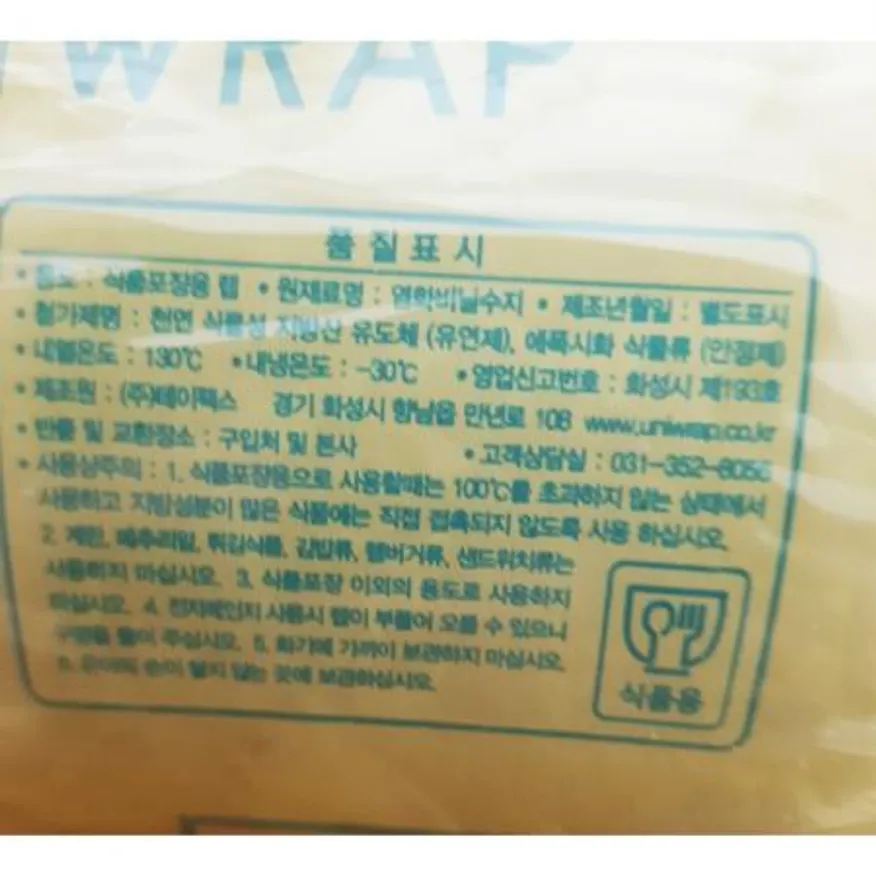 WRAP
품질표시
• 용도 : 식품포장용 랩 • 원재료명 : 염화비닐수지 • 제조년월일 : 별도표시
• 첨가제명 : 천연 식물성 지방산 유도체 (유연제), 에폭시화 식물류 (안정제)
• 내열온도 : 130℃ • 내냉온도 : -30℃ • 영업신고번호 : 화성시 제193호
• 제조원 : (주)페이팩스 경기 화성시 향남읍 만년로 108 www.uniwrap.co.kr
• 반품 및 교환장소 : 구입처 및 본사 • 고객상담실 : 031-352-805
• 사용상주의 : 1. 식품포장용으로 사용할때는 100℃를 초과하지 않는 상태에서
사용하고 지방성분이 많은 식품에는 직접 접촉되지 않도록 사용 하십시오.
2. 계란, 메추리알, 튀김식품, 김밥류, 햄버거류, 샌드위치류는
사용하지 마십시오. 3. 식품포장 이외의 용도로 사용하지
마십시오. 4. 전자레인지 사용시 랩이 부풀어 오를 수 있으니
구멍을 뚫어 주십시오. 5. 화기에 가까이 보관하지 마십시오.
6. 유아의 손이 닿지 않는 곳에 보관하십시오.
식품용